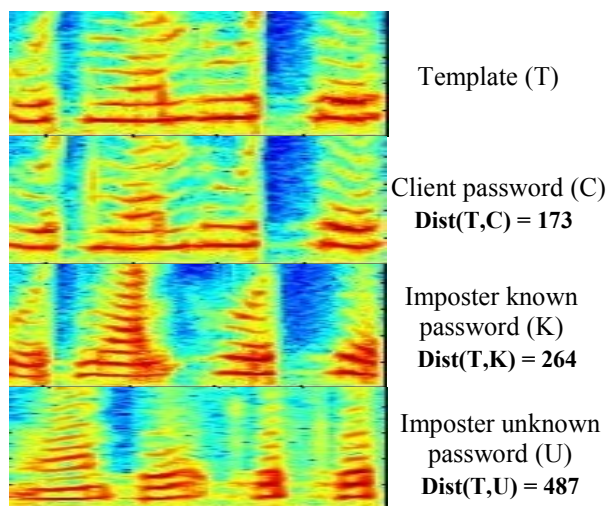 Template (T)
Client password (C)
Dist(T,C) = 173
Imposter known
password (K)
Dist(T,K) = 264
Imposter unknown
password (U)
Dist(T,U) = 487